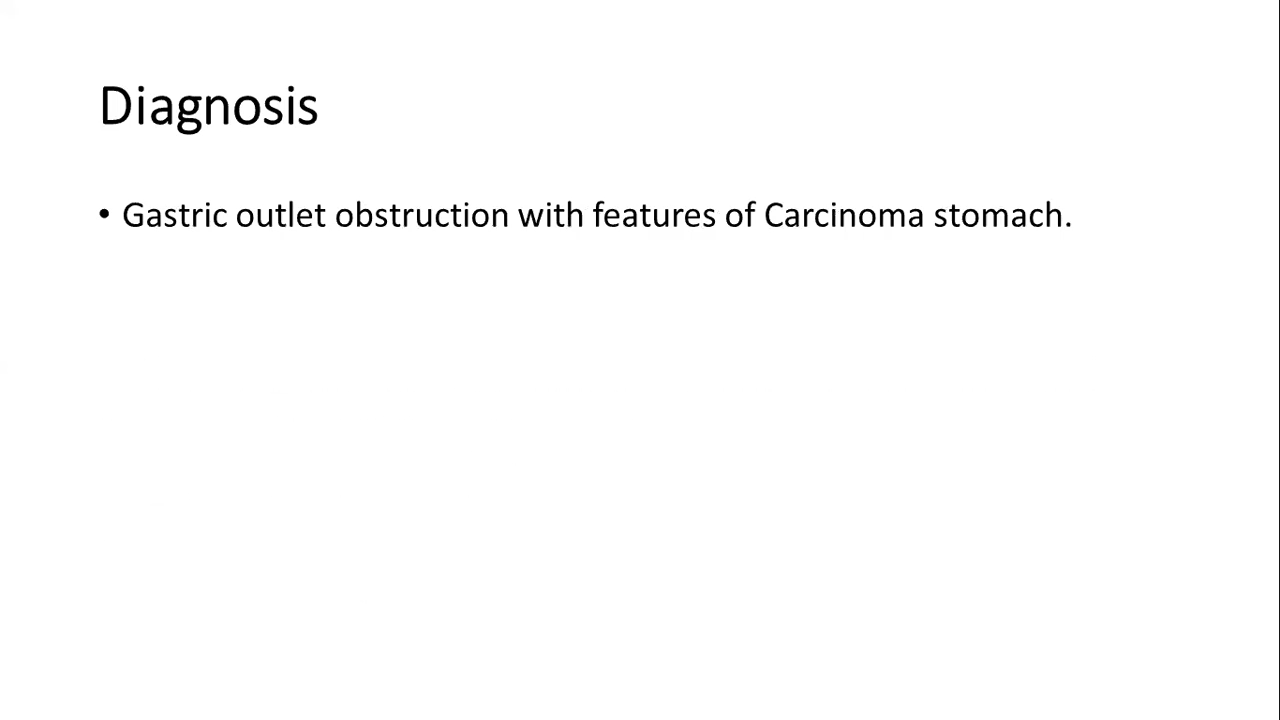 Diagnosis
• Gastric outlet obstruction with features of Carcinoma stomach.